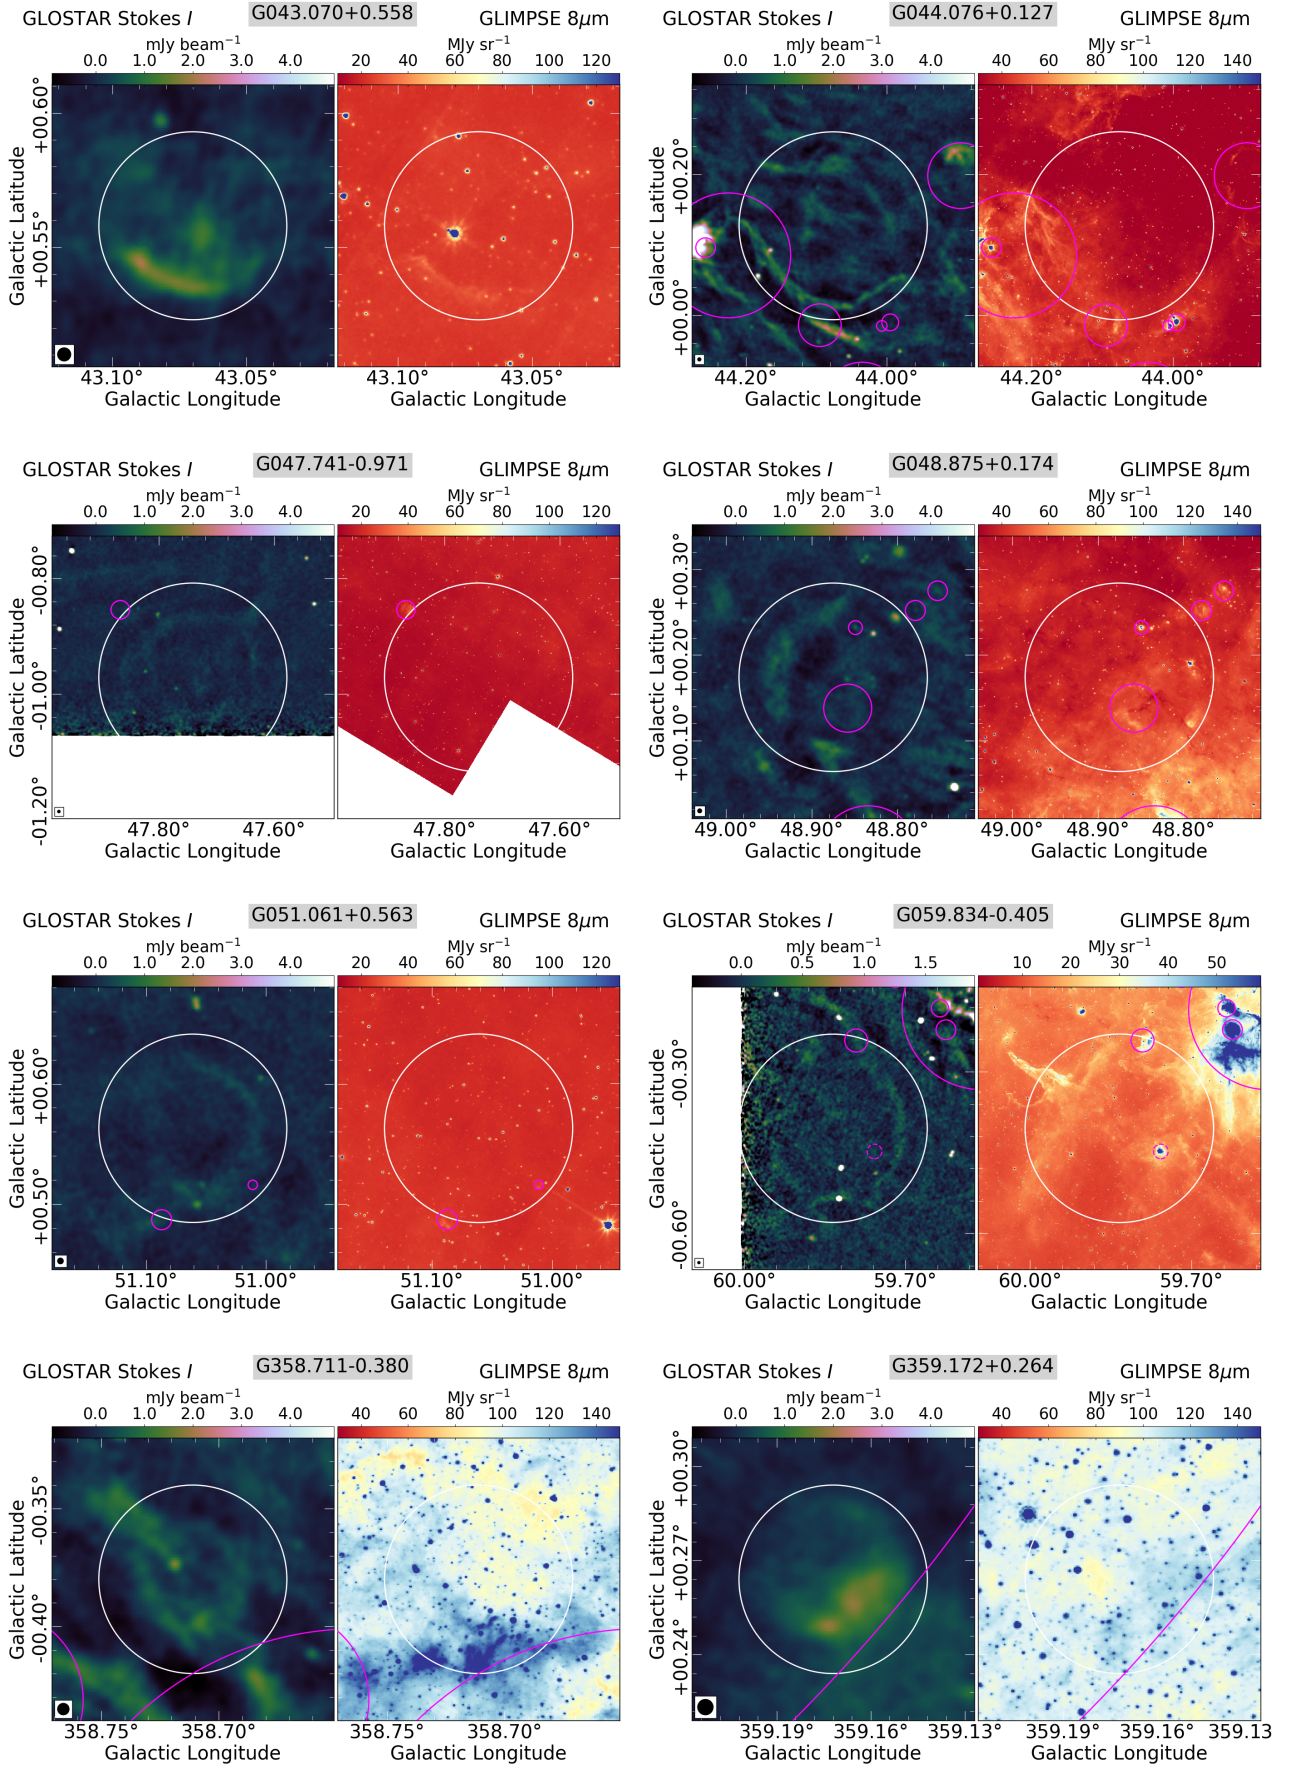 GLOSTAR Stokes I G043.070+0.558 GLIMPSE 8μm
mJy beam⁻¹ MJy sr⁻¹
0.0 1.0 2.0 3.0 4.0 20 40 60 80 100 120
Galactic Latitude
+00.60°
+00.55°
43.10° 43.05° 43.10° 43.05°
Galactic Longitude Galactic Longitude
GLOSTAR Stokes I G044.076+0.127 GLIMPSE 8μm
mJy beam⁻¹ MJy sr⁻¹
0.0 1.0 2.0 3.0 4.0 40 60 80 100 120 140
Galactic Latitude
+00.20°
+00.00°
44.20° 44.00° 44.20° 44.00°
Galactic Longitude Galactic Longitude
GLOSTAR Stokes I G047.741-0.971 GLIMPSE 8μm
mJy beam⁻¹ MJy sr⁻¹
0.0 1.0 2.0 3.0 4.0 20 40 60 80 100 120
Galactic Latitude
-00.80°
-01.00°
-01.20°
47.80° 47.60° 47.80° 47.60°
Galactic Longitude Galactic Longitude
GLOSTAR Stokes I G048.875+0.174 GLIMPSE 8μm
mJy beam⁻¹ MJy sr⁻¹
0.0 1.0 2.0 3.0 4.0 40 60 80 100 120 140
Galactic Latitude
+00.30°
+00.20°
+00.10°
49.00° 48.90° 48.80° 49.00° 48.90° 48.80°
Galactic Longitude Galactic Longitude
GLOSTAR Stokes I G051.061+0.563 GLIMPSE 8μm
mJy beam⁻¹ MJy sr⁻¹
0.0 1.0 2.0 3.0 4.0 20 40 60 80 100 120
Galactic Latitude
+00.60°
+00.50°
51.10° 51.00° 51.10° 51.00°
Galactic Longitude Galactic Longitude
GLOSTAR Stokes I G059.834-0.405 GLIMPSE 8μm
mJy beam⁻¹ MJy sr⁻¹
0.0 0.5 1.0 1.5 10 20 30 40 50
Galactic Latitude
-00.30°
-00.60°
60.00° 59.70° 60.00° 59.70°
Galactic Longitude Galactic Longitude
GLOSTAR Stokes I G358.711-0.380 GLIMPSE 8μm
mJy beam⁻¹ MJy sr⁻¹
0.0 1.0 2.0 3.0 4.0 40 60 80 100 120 140
Galactic Latitude
-00.35°
-00.40°
358.75° 358.70° 358.75° 358.70°
Galactic Longitude Galactic Longitude
GLOSTAR Stokes I G359.172+0.264 GLIMPSE 8μm
mJy beam⁻¹ MJy sr⁻¹
0.0 1.0 2.0 3.0 4.0 40 60 80 100 120 140
Galactic Latitude
+00.30°
+00.27°
+00.24°
359.19° 359.16° 359.13° 359.19° 359.16° 359.13°
Galactic Longitude Galactic Longitude